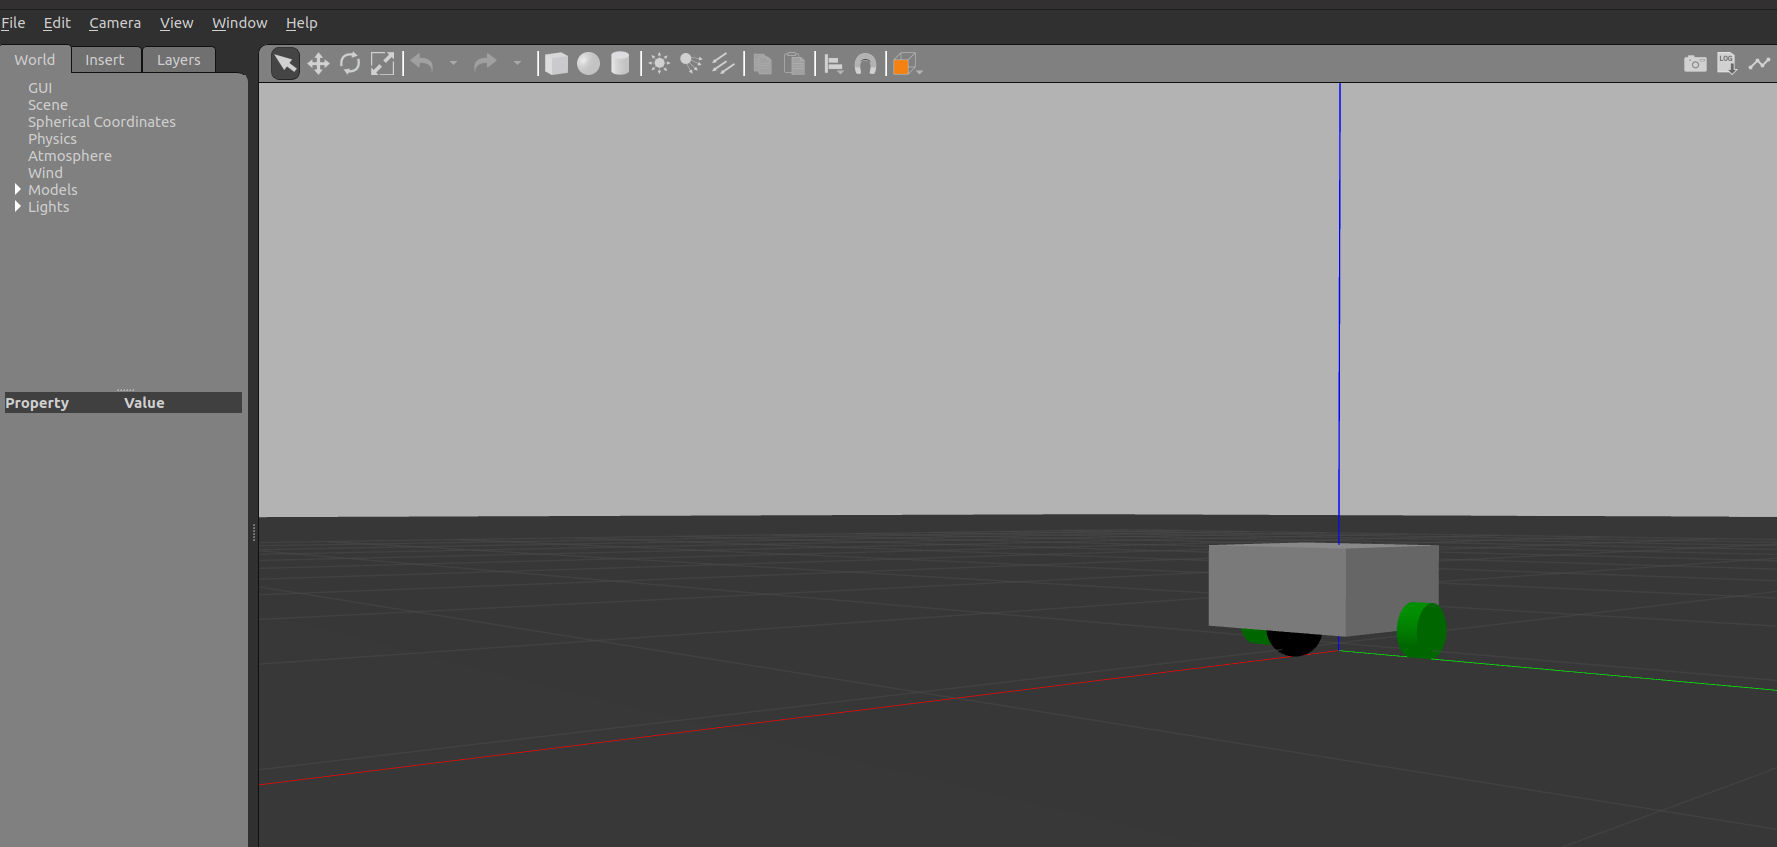 File Edit Camera View Window Help
World Insert Layers
LOG
GUI
Scene
Spherical Coordinates
Physics
Atmosphere
Wind
Models
Lights
Property Value